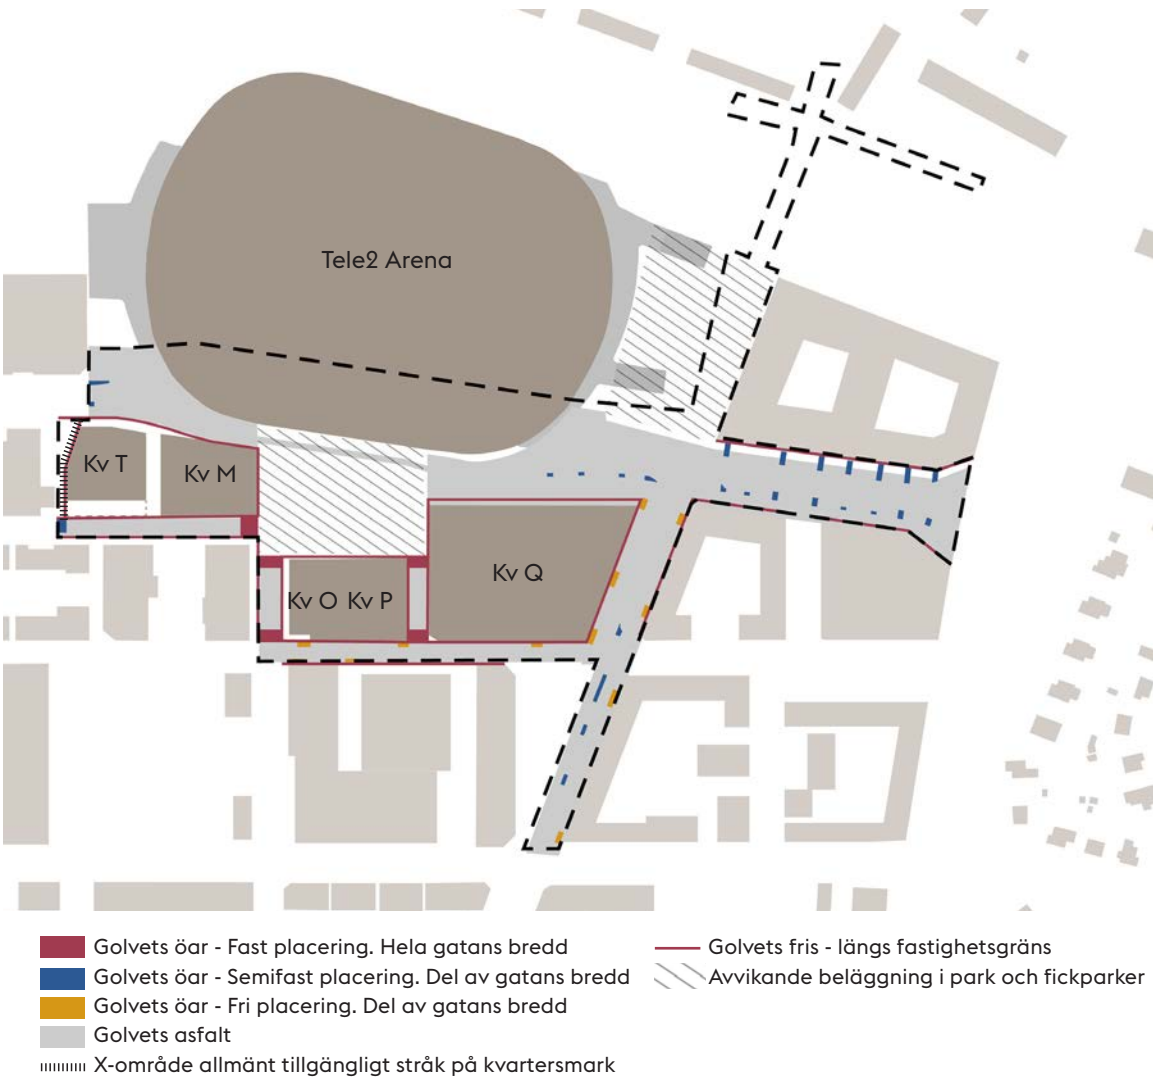 Tele2 Arena
Kv T
Kv M
Kv Q
Kv O Kv P
Golvets öar - Fast placering. Hela gatans bredd
Golvets öar - Semifast placering. Del av gatans bredd
Golvets öar - Fri placering. Del av gatans bredd
Golvets asfalt
X-område allmänt tillgängligt stråk på kvartersmark
Golvets fris - längs fastighetsgräns
Avvikande beläggning i park och fickparker